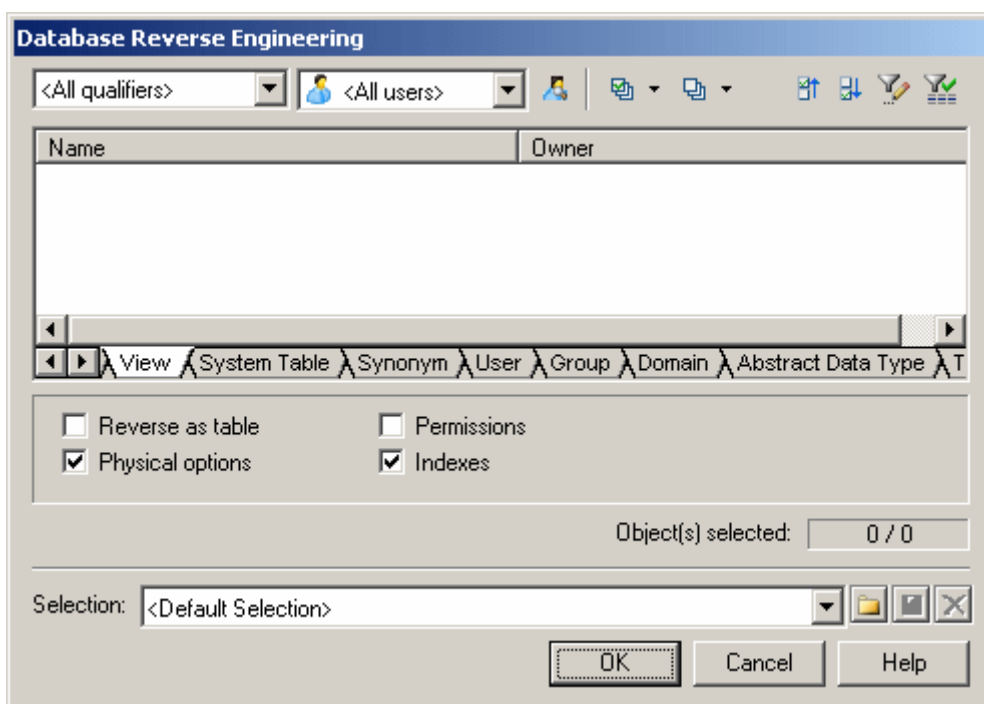 Database Reverse Engineering
<All qualifiers> <All users>
Name Owner
View System Table Synonym User Group Domain Abstract Data Type T
Reverse as table Permissions
Physical options Indexes
Object(s) selected: 0 / 0
Selection: <Default Selection>
OK Cancel Help